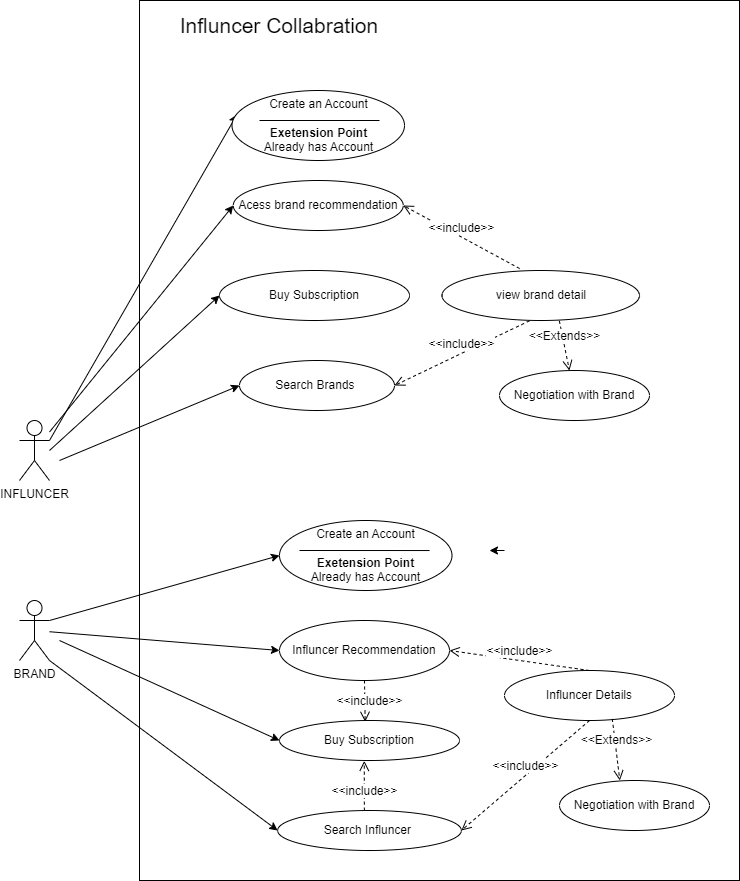 Influncer Collabration
Create an Account
Exetension Point
Already has Account
Acess brand recommendation
<<include>>
Buy Subscription
view brand detail
<<include>>
<<Extends>>
Search Brands
Negotiation with Brand
INFLUNCER
Create an Account
Exetension Point
Already has Account
BRAND
Influncer Recommendation
<<include>>
Influncer Details
<<include>>
Buy Subscription
<<Extends>>
<<include>>
<<include>>
Search Influncer
Negotiation with Brand